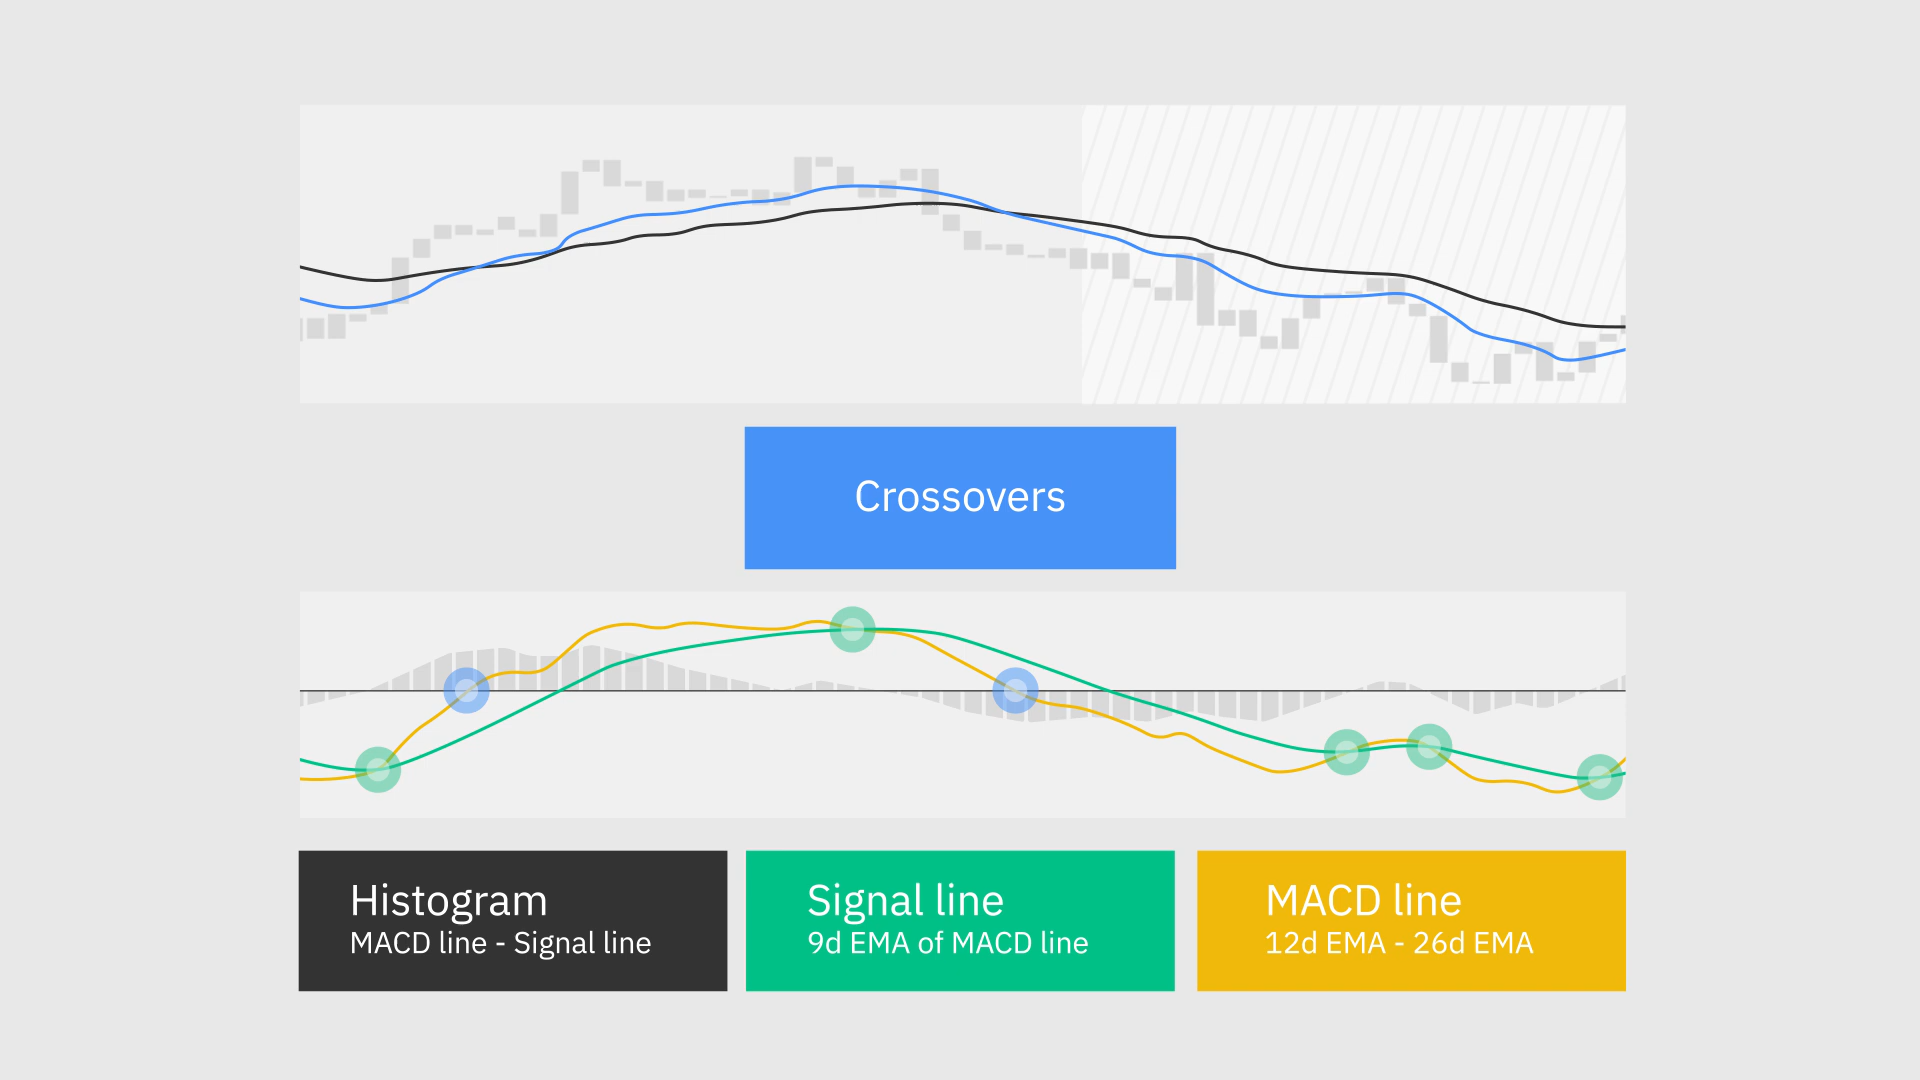 Crossovers
Histogram
MACD line - Signal line
Signal line
9d EMA of MACD line
MACD line
12d EMA - 26d EMA